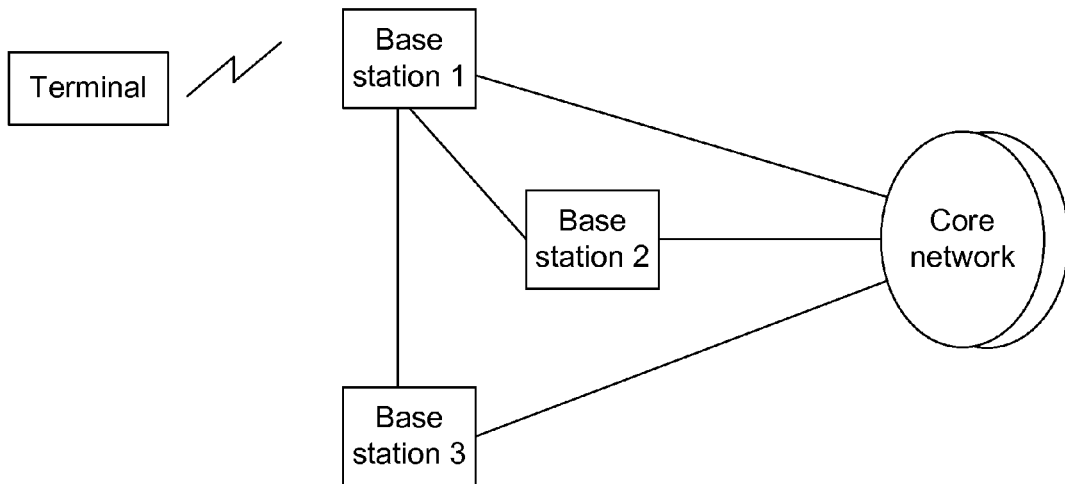 Terminal
Base
station 1
Base
station 2
Core
network
Base
station 3